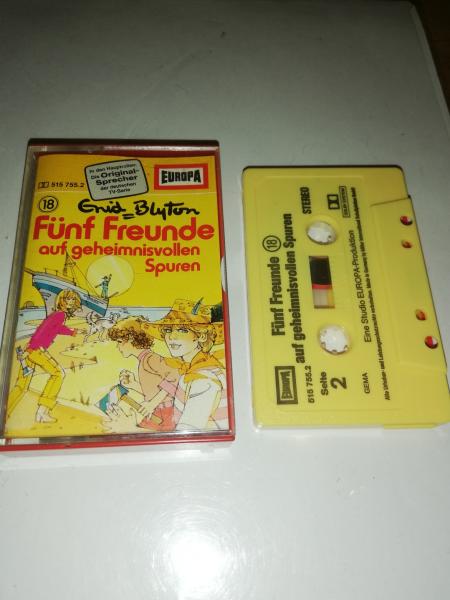 In den Hauptrollen:
Die Original-
Sprecher
der deutschen
TV-Serie
EUROPA
515 755.2
18
Enid Blyton
Fünf Freunde
auf geheimnisvollen
Spuren
Fünf Freunde 18
auf geheimnisvollen Spuren
STEREO
EUROPA
515 755.2
Seite
2
GEMA
Eine Studio EUROPA-Produktion